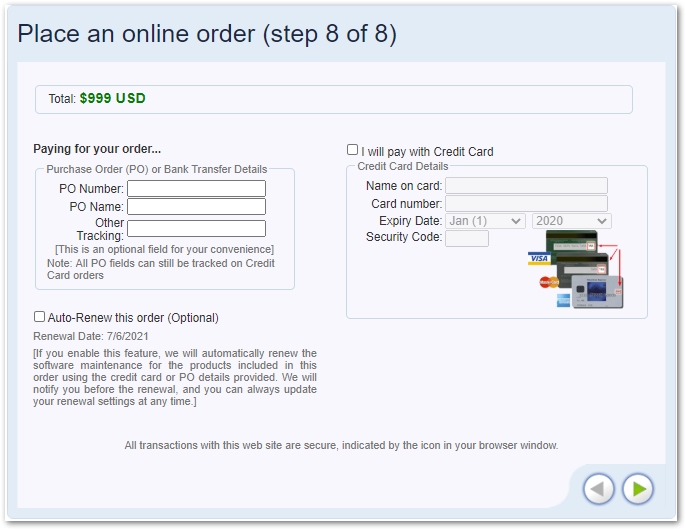 Place an online order (step 8 of 8)
Total: $999 USD
Paying for your order...
Purchase Order (PO) or Bank Transfer Details
PO Number:
PO Name:
Other
Tracking:
[This is an optional field for your convenience]
Note: All PO fields can still be tracked on Credit
Card orders
I will pay with Credit Card
Credit Card Details
Name on card:
Card number:
Expiry Date: Jan (1) 2020
Security Code:
VISA
MasterCard
Auto-Renew this order (Optional)
Renewal Date: 7/6/2021
[If you enable this feature, we will automatically renew the
software maintenance for the products included in this
order using the credit card or PO details provided. We will
notify you before the renewal, and you can always update
your renewal settings at any time.]
All transactions with this web site are secure, indicated by the icon in your browser window.